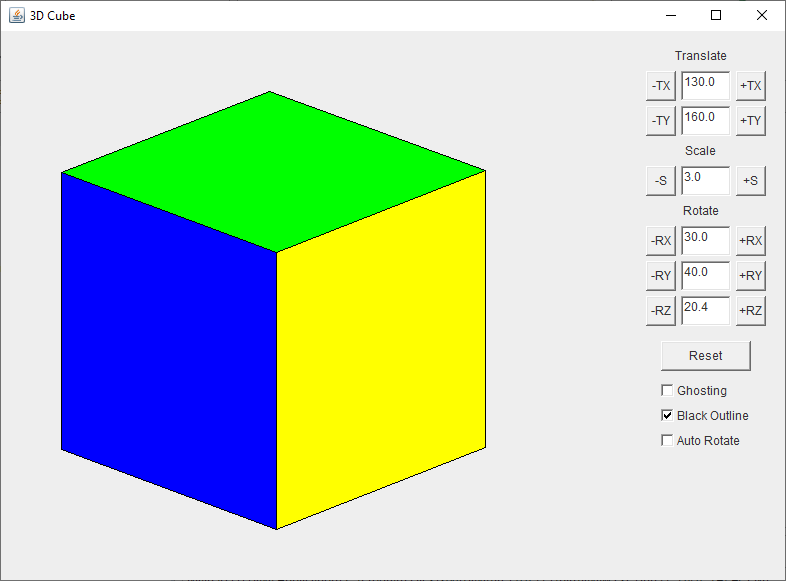 3D Cube
Translate
-TX 130.0 +TX
-TY 160.0 +TY
Scale
-S 3.0 +S
Rotate
-RX 30.0 +RX
-RY 40.0 +RY
-RZ 20.4 +RZ
Reset
Ghosting
Black Outline
Auto Rotate